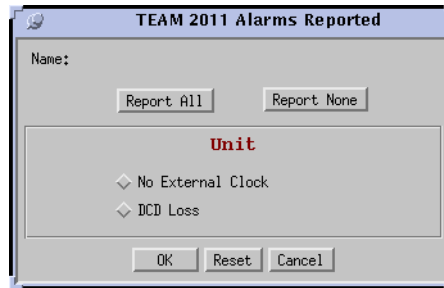 TEAM 2011 Alarms Reported
Name:
Report All Report None
Unit
No External Clock
DCD Loss
OK Reset Cancel